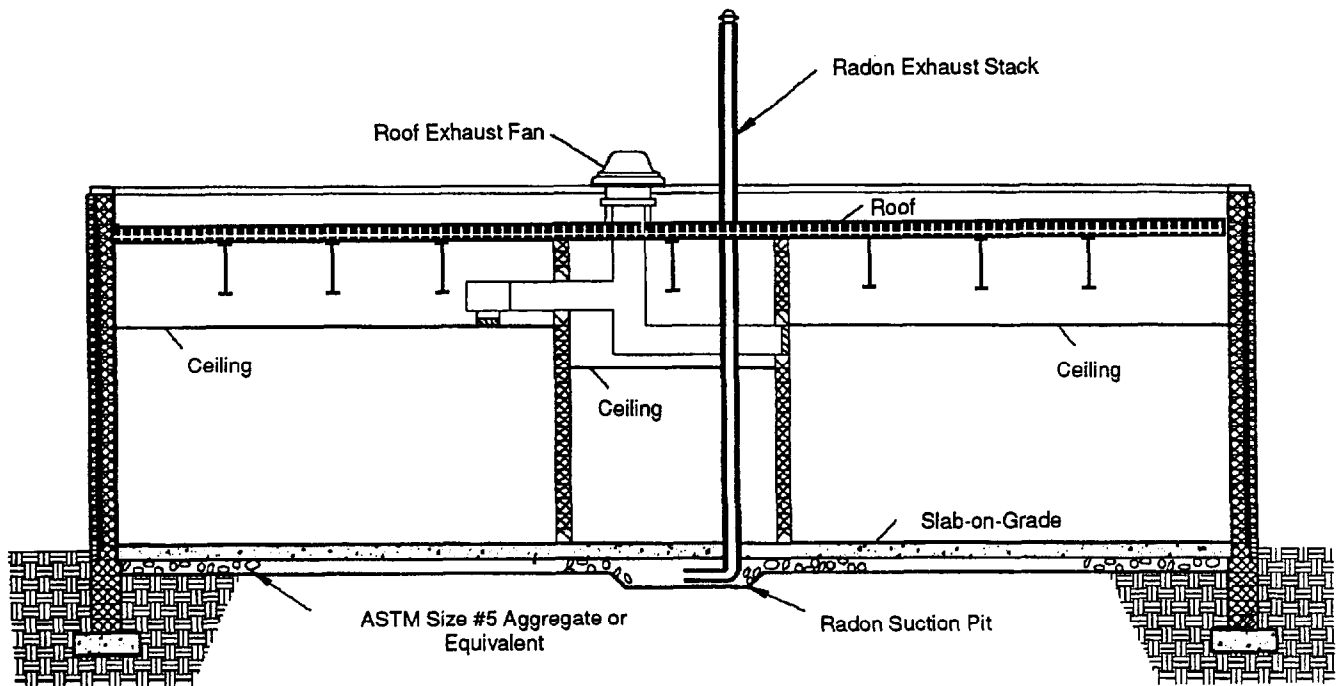 Radon Exhaust Stack
Roof Exhaust Fan
Roof
Ceiling
Ceiling
Ceiling
Slab-on-Grade
ASTM Size #5 Aggregate or
Equivalent
Radon Suction Pit